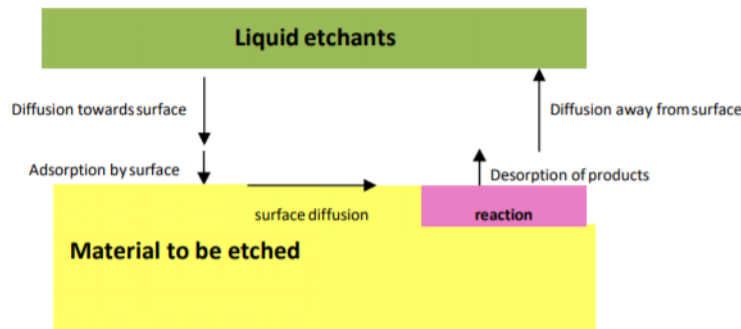 Liquid etchants
Diffusion towards surface
Diffusion away from surface
Adsorption by surface
Desorption of products
surface diffusion
reaction
Material to be etched